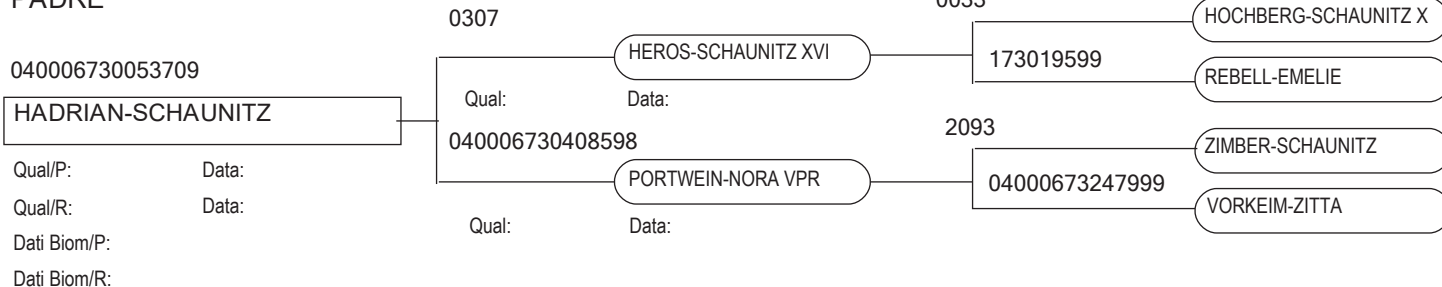 PADRE
040006730053709
HADRIAN-SCHAUNITZ
Qual/P: Data:
Qual/R: Data:
Dati Biom/P:
Dati Biom/R:
0307
HEROS-SCHAUNITZ XVI
Qual: Data:
040006730408598
PORTWEIN-NORA VPR
Qual: Data:
0033
HOCHBERG-SCHAUNITZ X
173019599
REBELL-EMELIE
2093
ZIMBER-SCHAUNITZ
04000673247999
VORKEIM-ZITTA